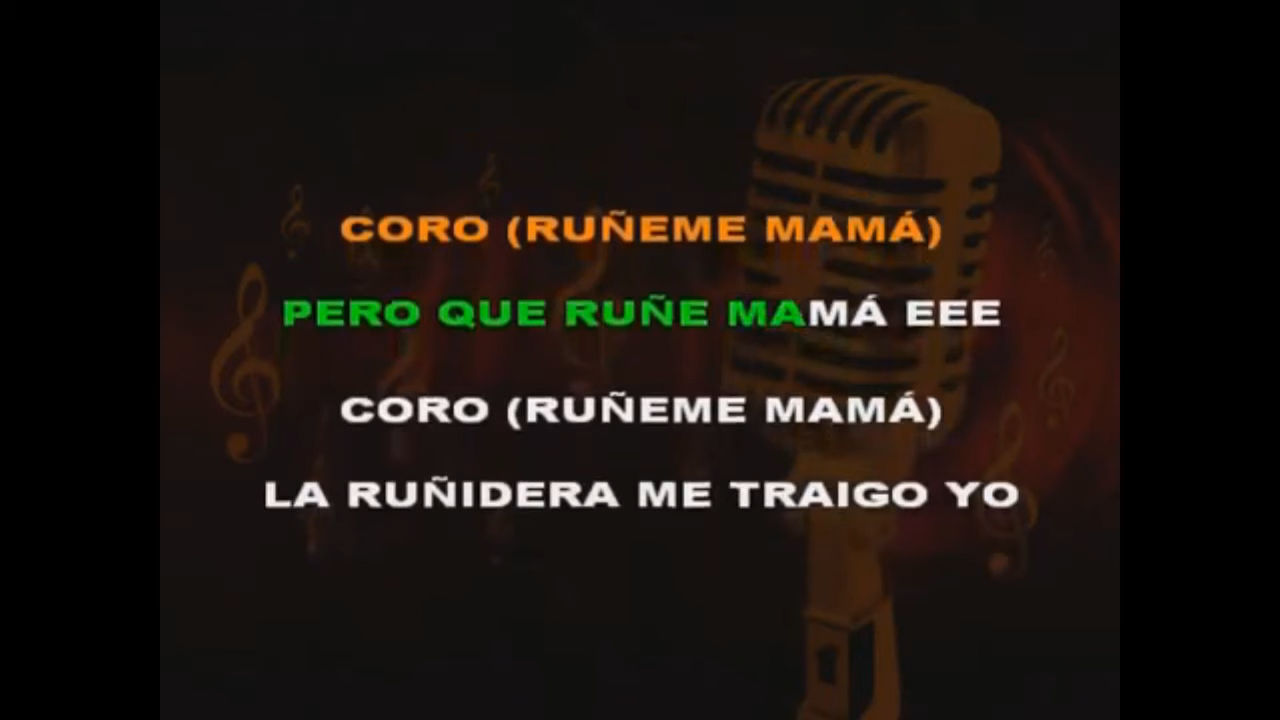 CORO (RUÑEME MAMÁ)
PERO QUE RUÑE MAMÁ EEE
CORO (RUÑEME MAMÁ)
LA RUÑIDERA ME TRAIGO YO